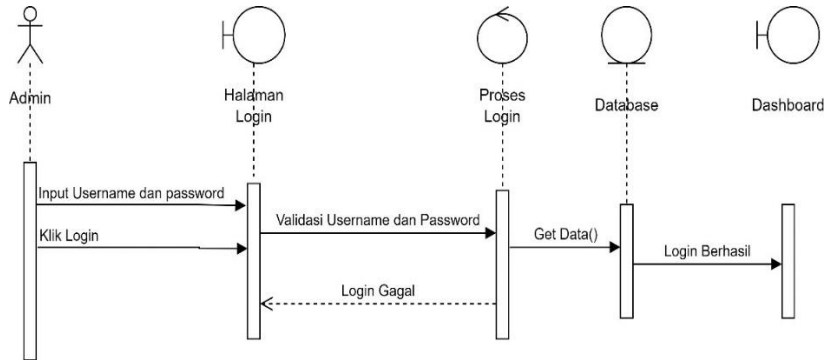 Admin
Halaman
Login
Proses
Login
Database
Dashboard
Input Username dan password
Validasi Username dan Password
Klik Login
Get Data()
Login Berhasil
Login Gagal